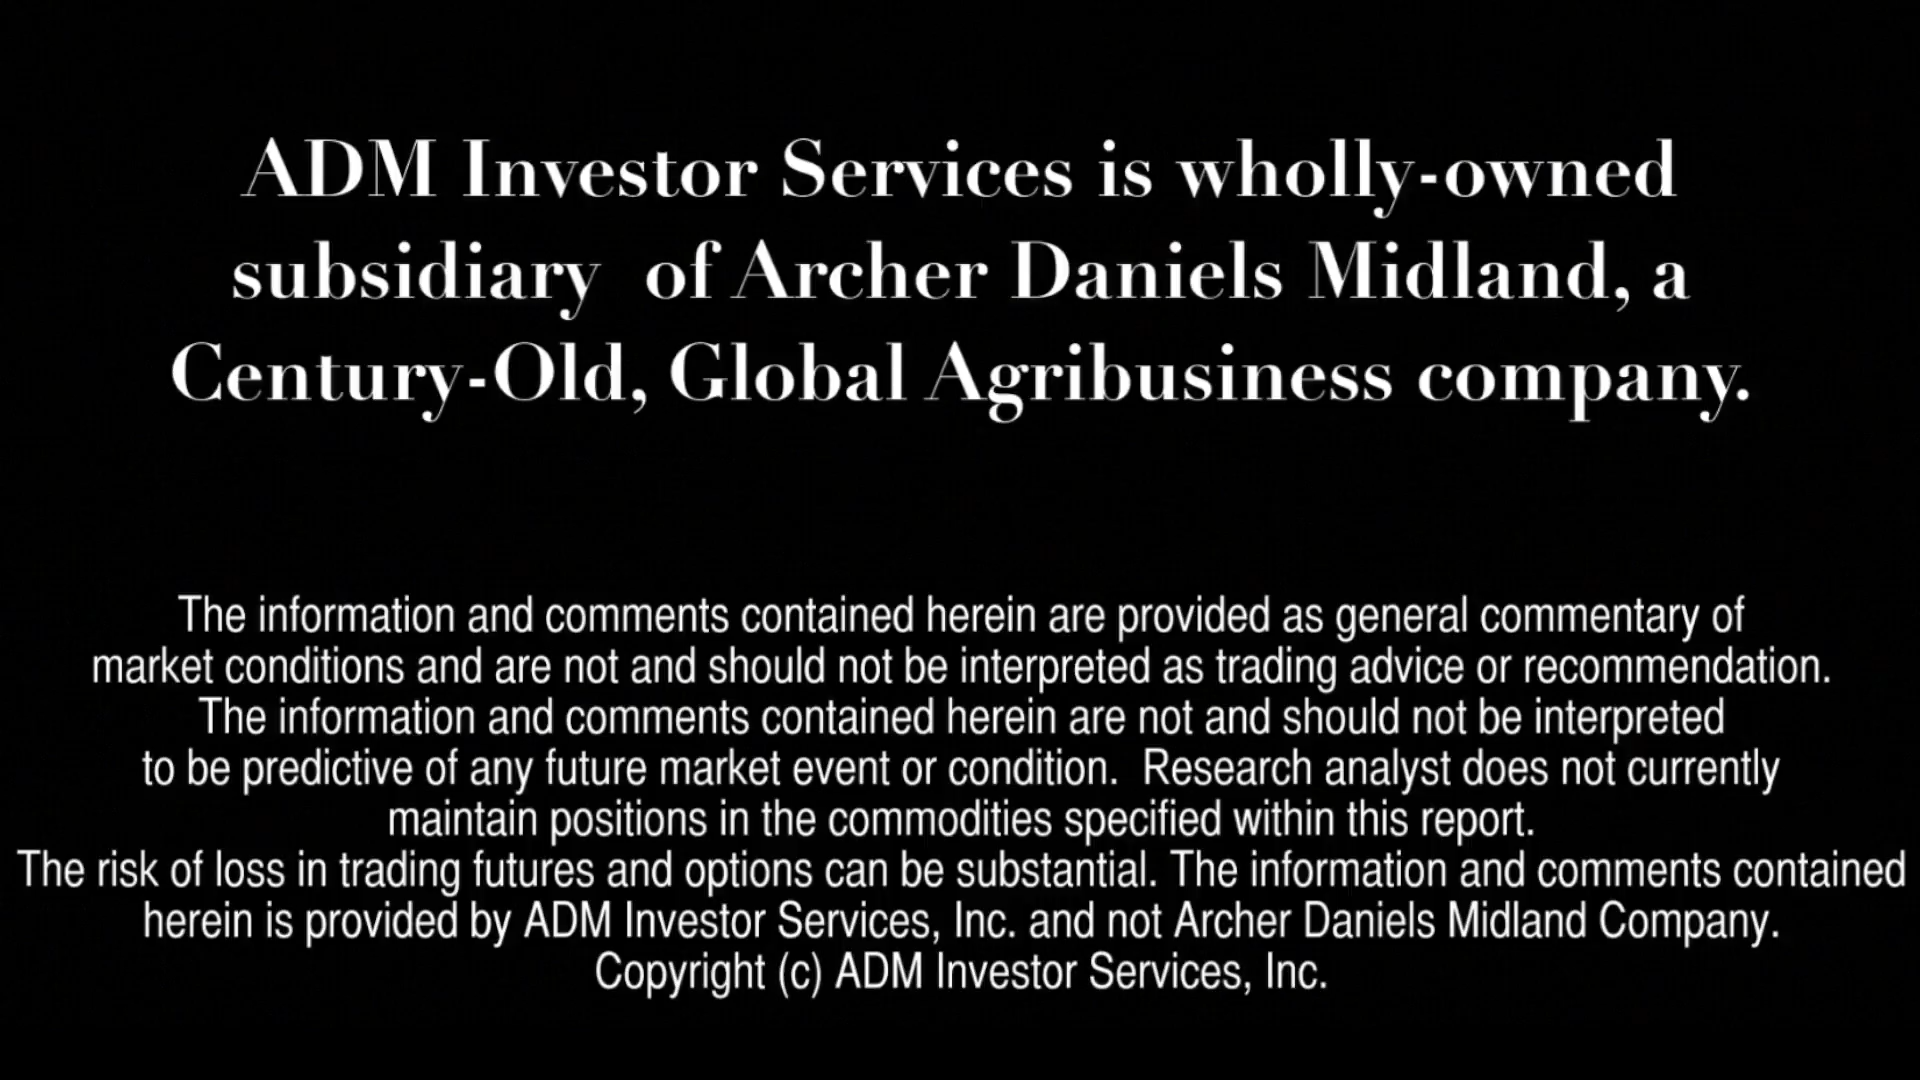 ADM Investor Services is wholly-owned
subsidiary  of Archer Daniels Midland, a
Century-Old, Global Agribusiness company.
The information and comments contained herein are provided as general commentary of
market conditions and are not and should not be interpreted as trading advice or recommendation.
The information and comments contained herein are not and should not be interpreted
to be predictive of any future market event or condition.  Research analyst does not currently
maintain positions in the commodities specified within this report.
The risk of loss in trading futures and options can be substantial. The information and comments contained
herein is provided by ADM Investor Services, Inc. and not Archer Daniels Midland Company.
Copyright (c) ADM Investor Services, Inc.